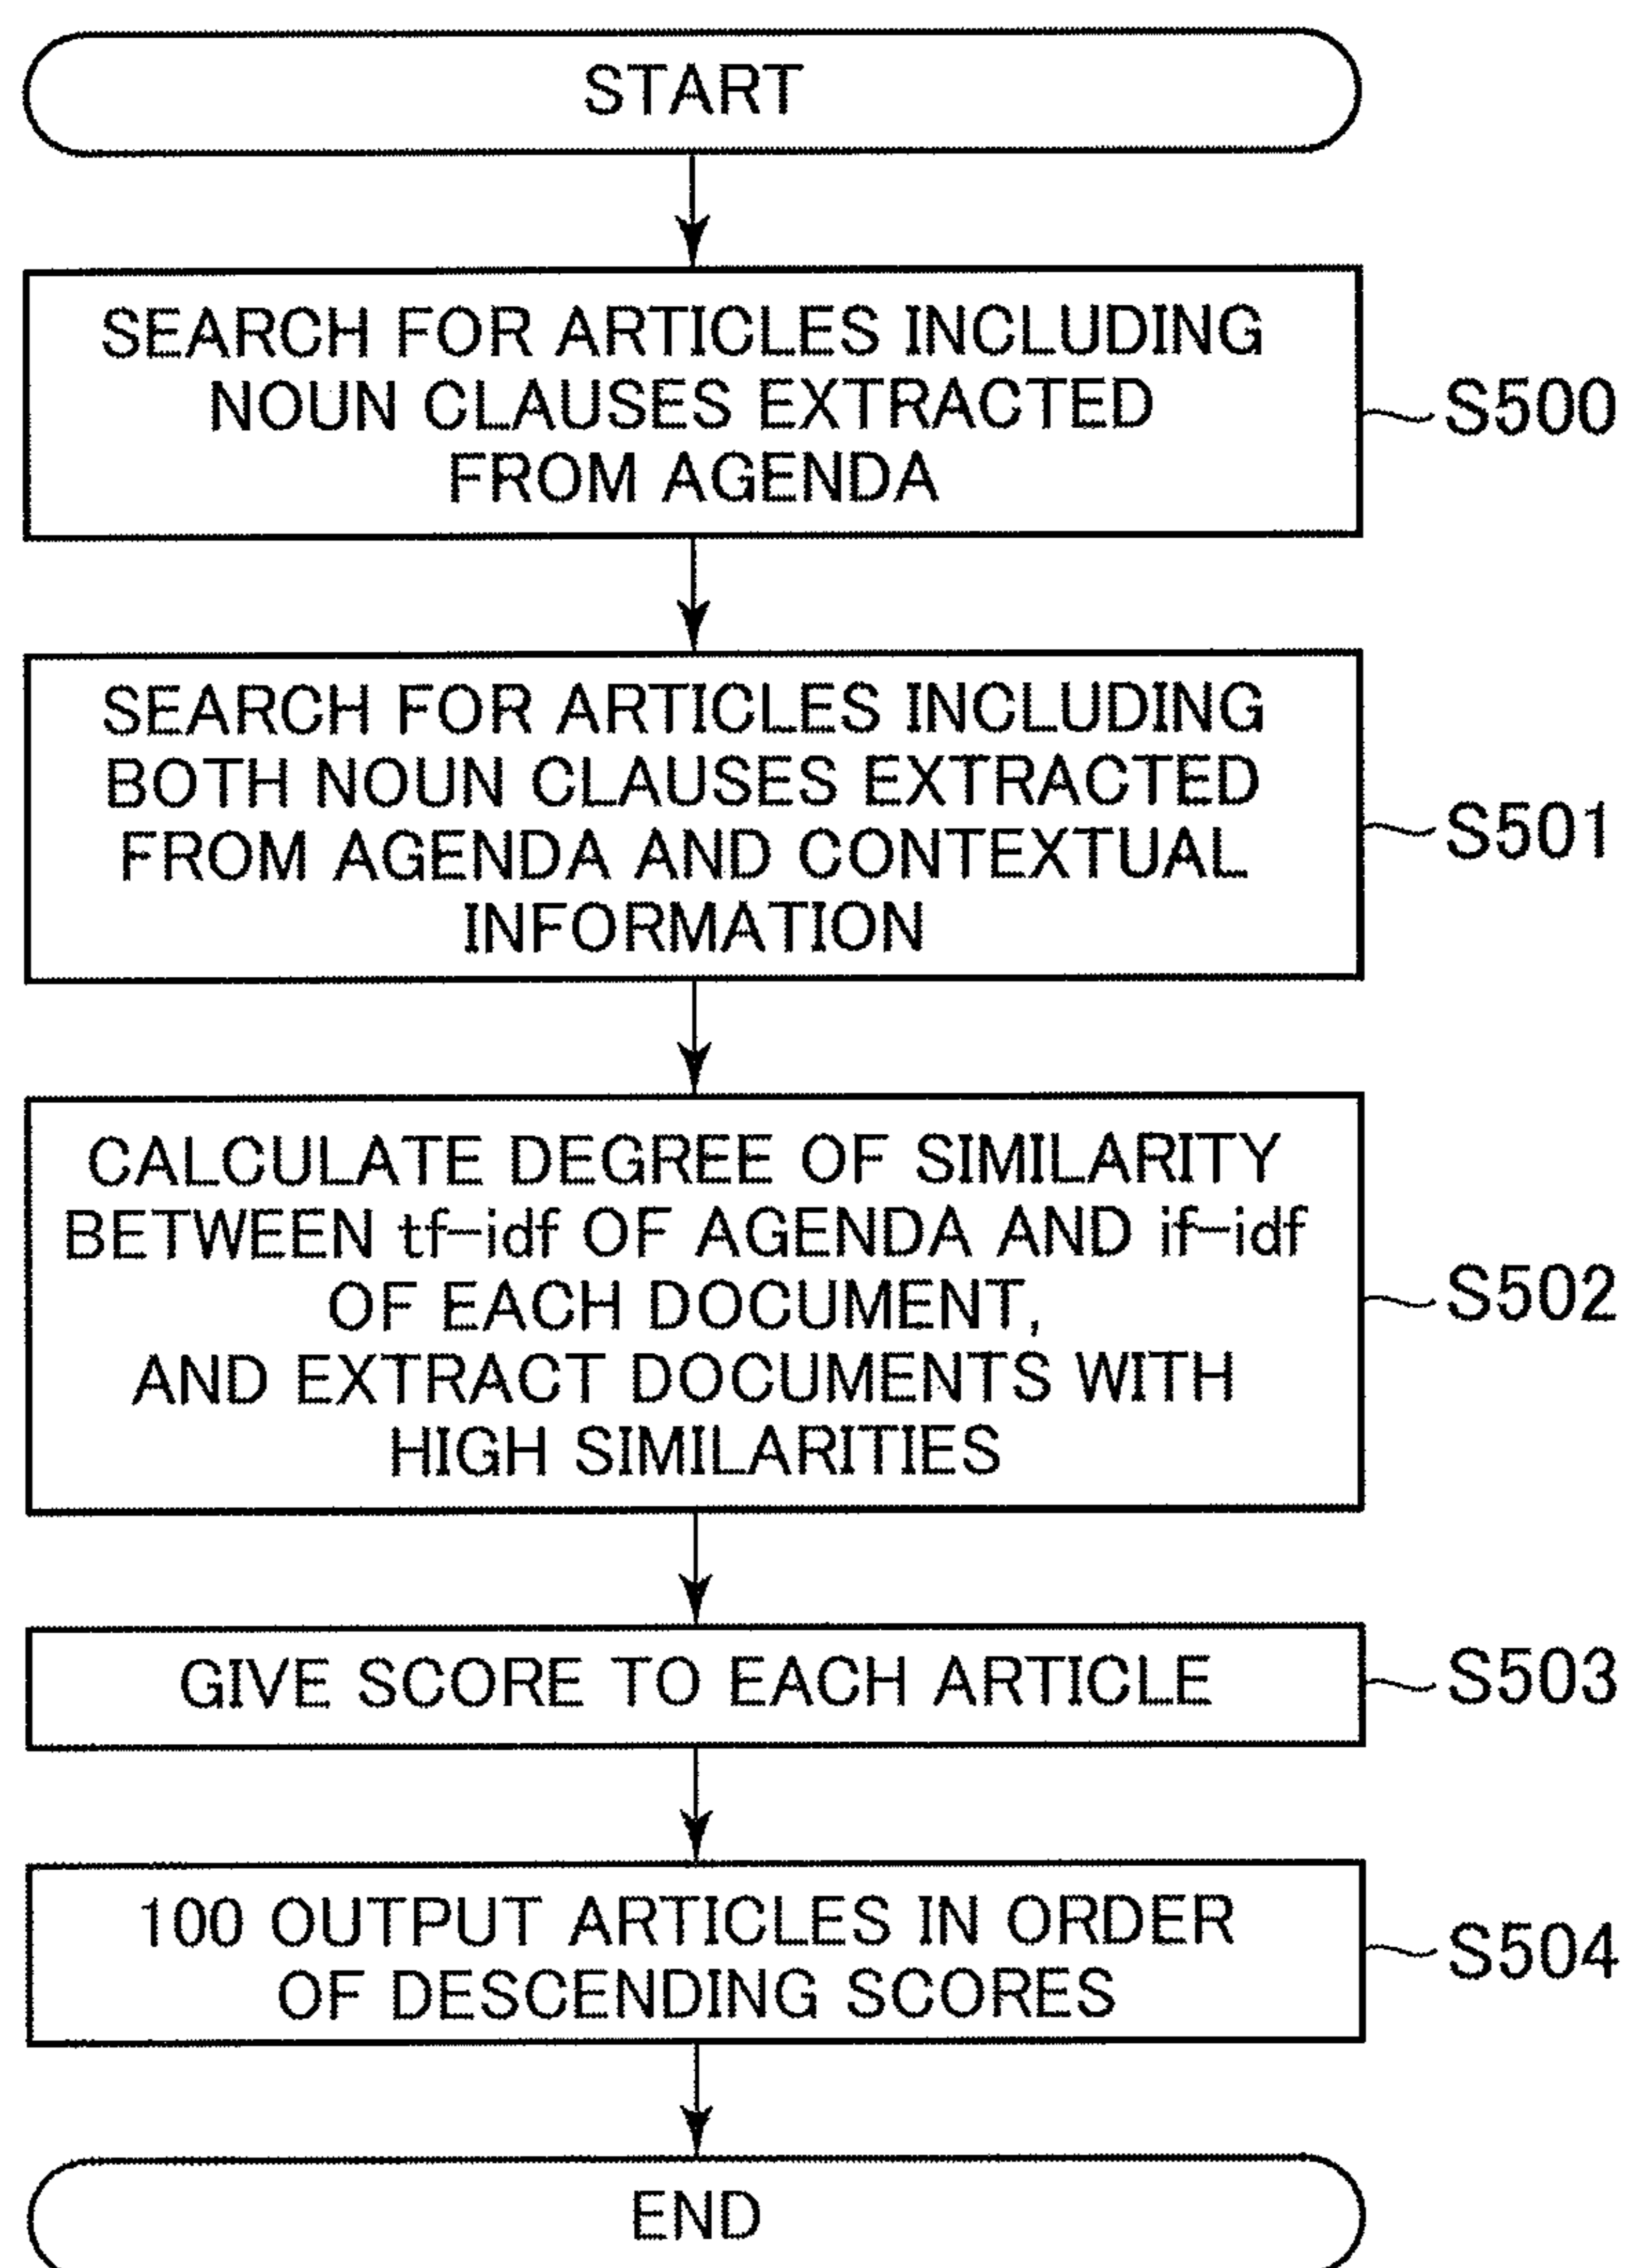 START
SEARCH FOR ARTICLES INCLUDING
NOUN CLAUSES EXTRACTED
FROM AGENDA
S500
SEARCH FOR ARTICLES INCLUDING
BOTH NOUN CLAUSES EXTRACTED
FROM AGENDA AND CONTEXTUAL
INFORMATION
S501
CALCULATE DEGREE OF SIMILARITY
BETWEEN tf-idf OF AGENDA AND if-idf
OF EACH DOCUMENT,
AND EXTRACT DOCUMENTS WITH
HIGH SIMILARITIES
S502
GIVE SCORE TO EACH ARTICLE
S503
100 OUTPUT ARTICLES IN ORDER
OF DESCENDING SCORES
S504
END